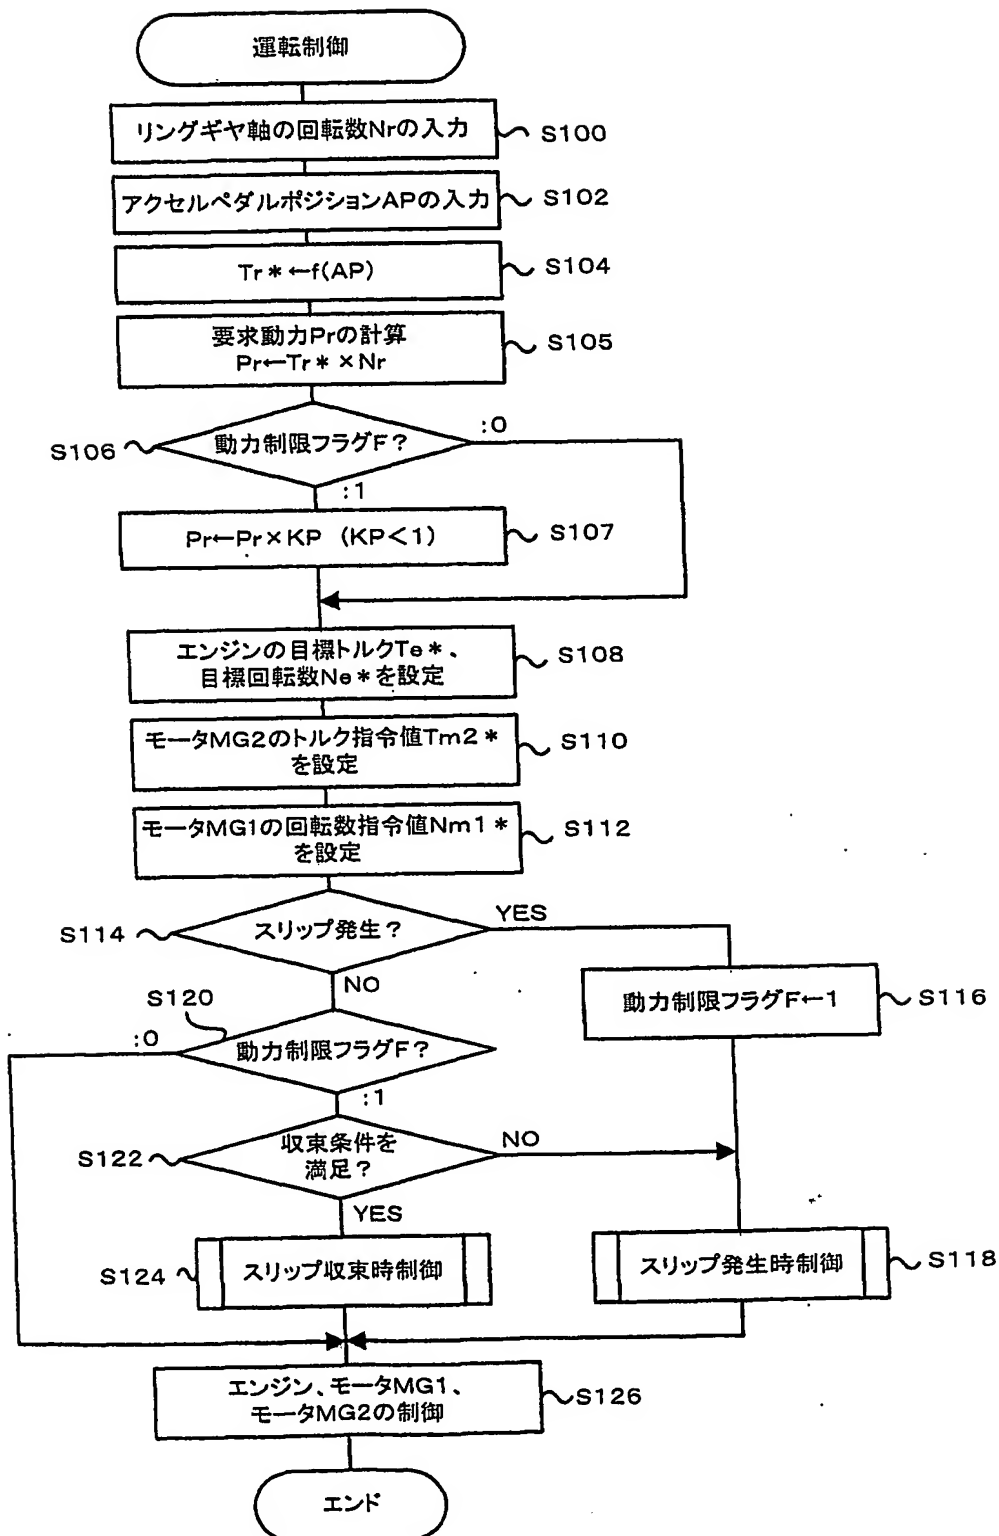 運転制御
リングギヤ軸の回転数Nrの入力
S100
アクセルペダルポジションAPの入力
S102
Tr*←f(AP)
S104
要求動力Prの計算
Pr←Tr*×Nr
S105
:0
S106
動力制限フラグF?
:1
Pr←Pr×KP (KP<1)
S107
エンジンの目標トルクTe*、
目標回転数Ne*を設定
S108
モータMG2のトルク指令値Tm2*
を設定
S110
モータMG1の回転数指令値Nm1*
を設定
S112
YES
S114
スリップ発生?
NO
動力制限フラグF←1
S116
S120
:0
動力制限フラグF?
:1
S122
収束条件を
満足?
NO
YES
S124
スリップ収束時制御
スリップ発生時制御
S118
エンジン、モータMG1、
モータMG2の制御
S126
エンド